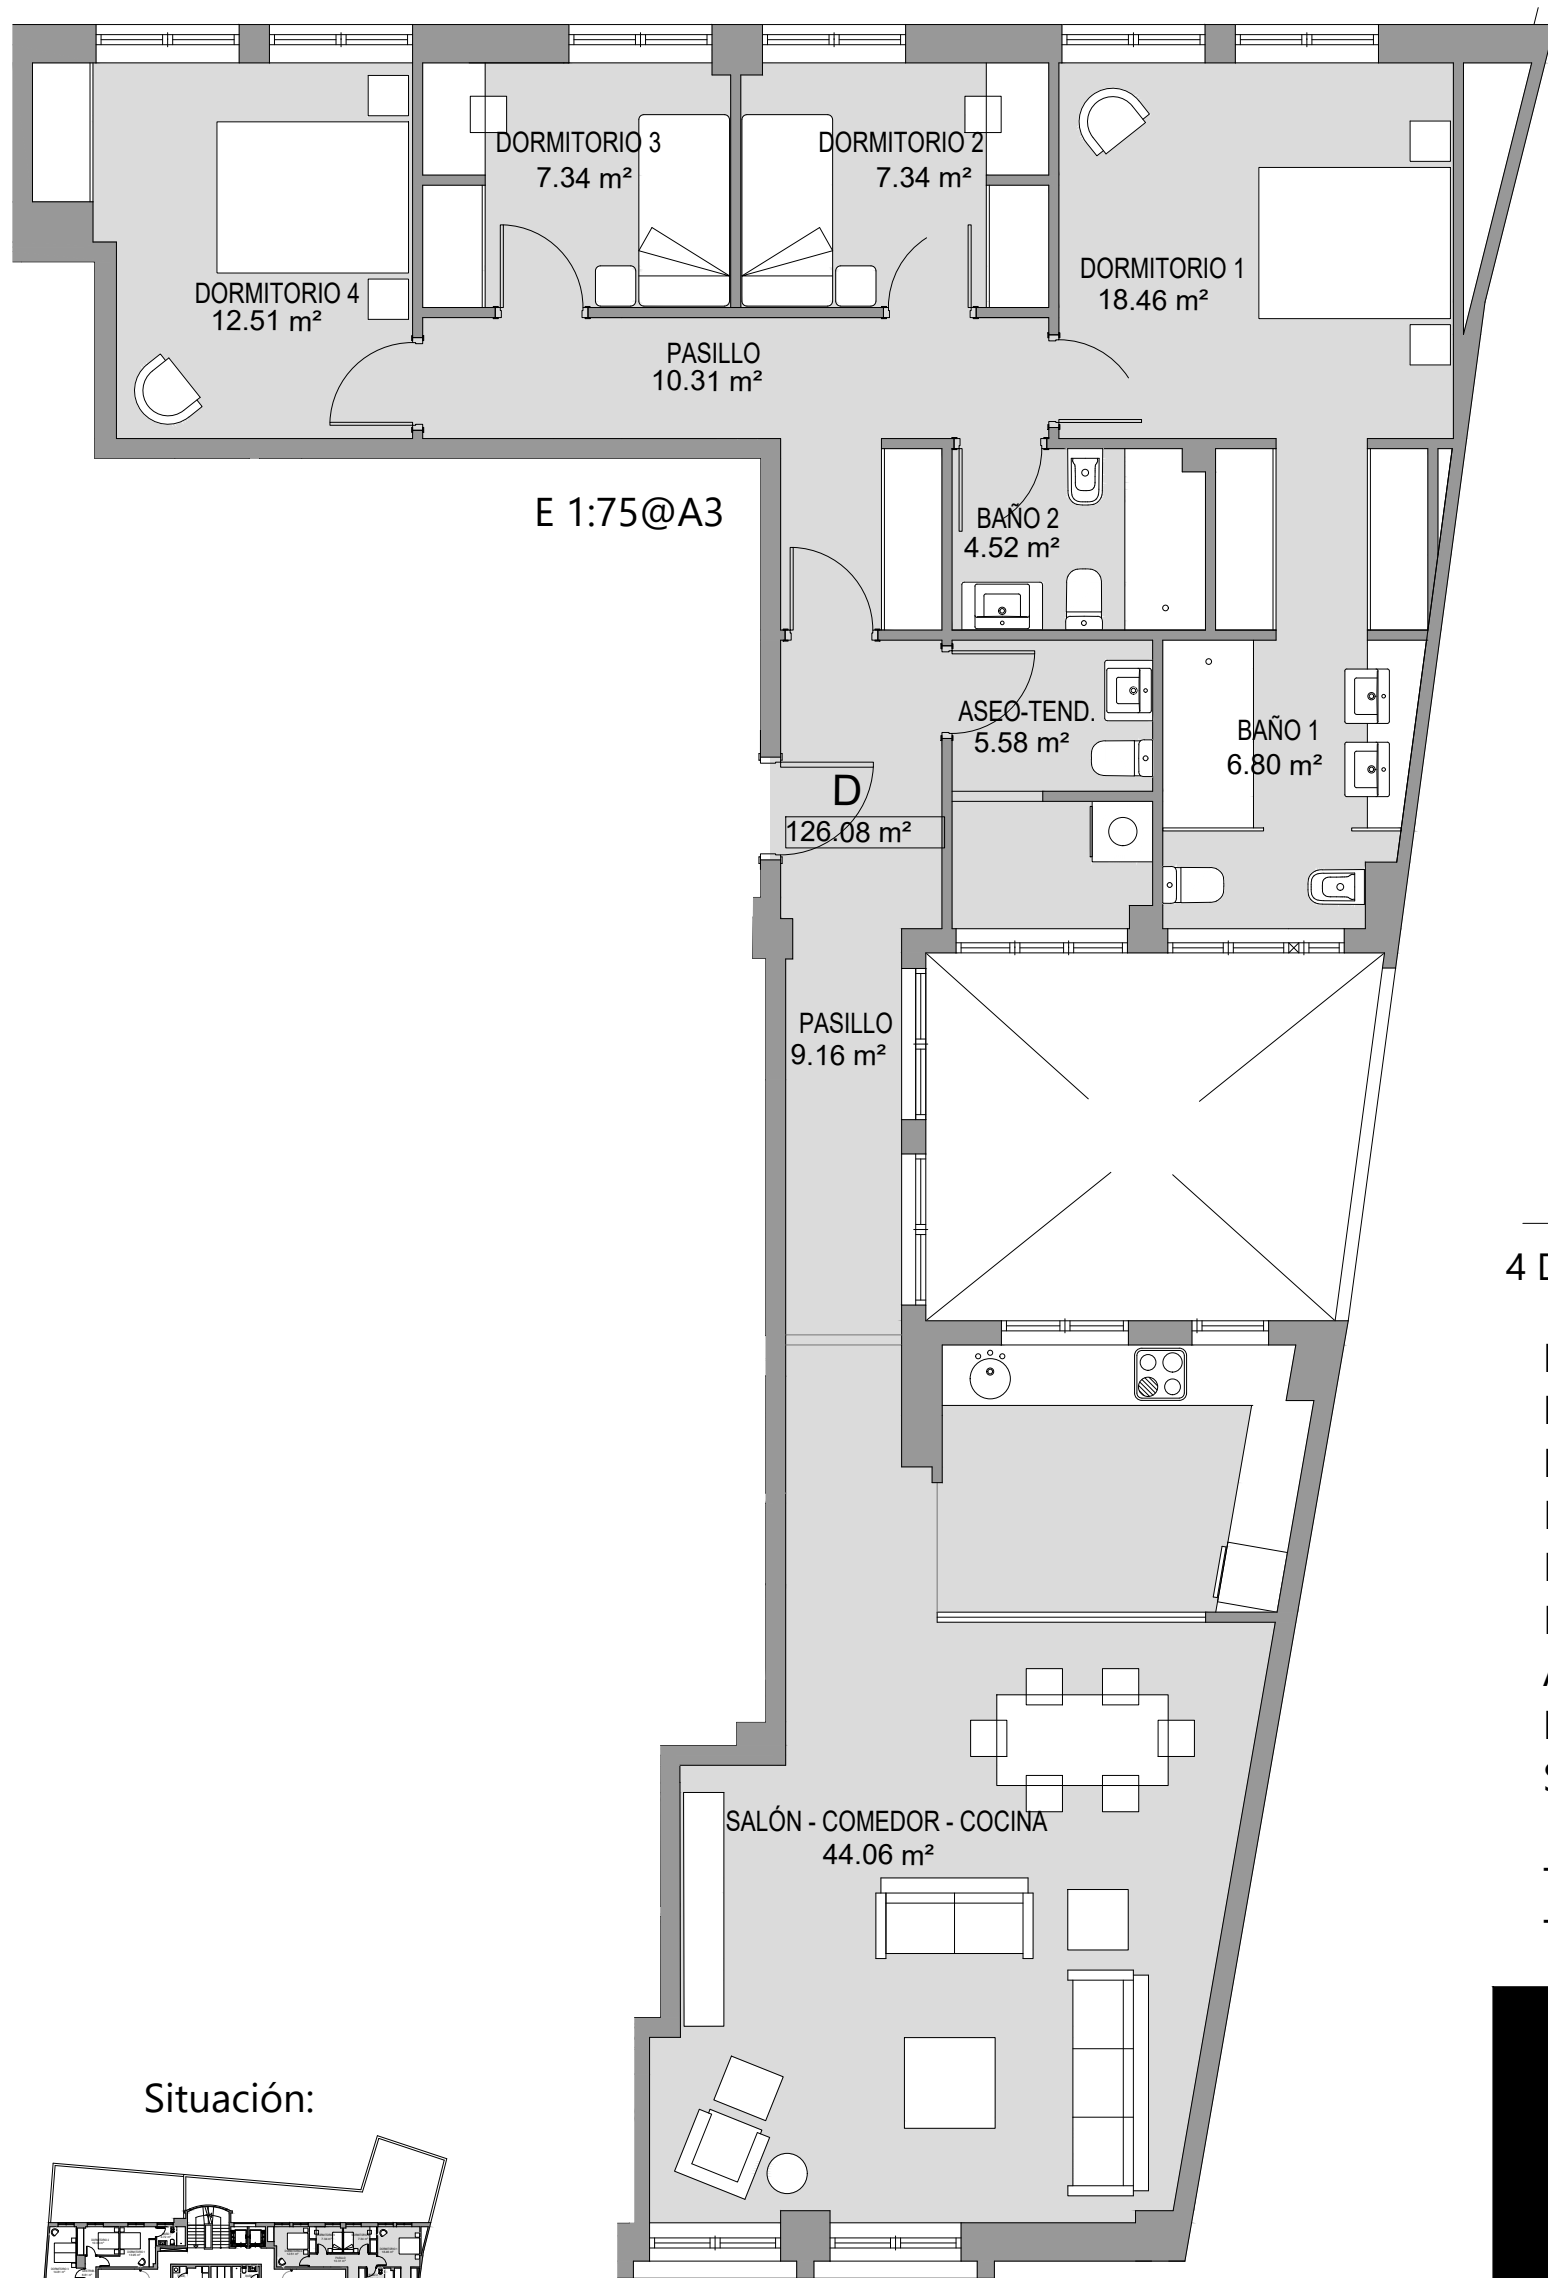 DORMITORIO 3
7.34 m²
DORMITORIO 2
7.34 m²
DORMITORIO 1
18.46 m²
DORMITORIO 4
12.51 m²
PASILLO
10.31 m²
E 1:75@A3
BAÑO 2
4.52 m²
ASEO-TEND.
5.58 m²
BAÑO 1
6.80 m²
D
126.08 m²
PASILLO
9.16 m²
4
SALÓN - COMEDOR - COCINA
44.06 m²
Situación: